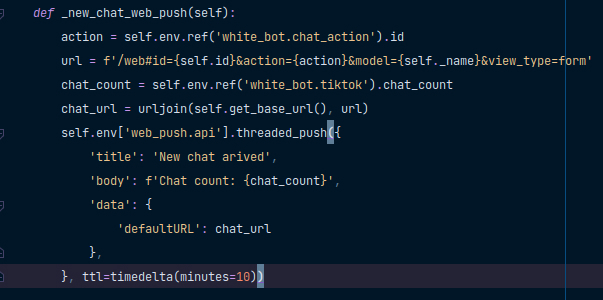 def _new_chat_web_push(self):
    action = self.env.ref('white_bot.chat_action').id
    url = f'/web#id={self.id}&action={action}&model={self._name}&view_type=form'
    chat_count = self.env.ref('white_bot.tiktok').chat_count
    chat_url = urljoin(self.get_base_url(), url)
    self.env['web_push.api'].threaded_push({
        'title': 'New chat arived',
        'body': f'Chat count: {chat_count}',
        'data': {
            'defaultURL': chat_url
        },
    }, ttl=timedelta(minutes=10))